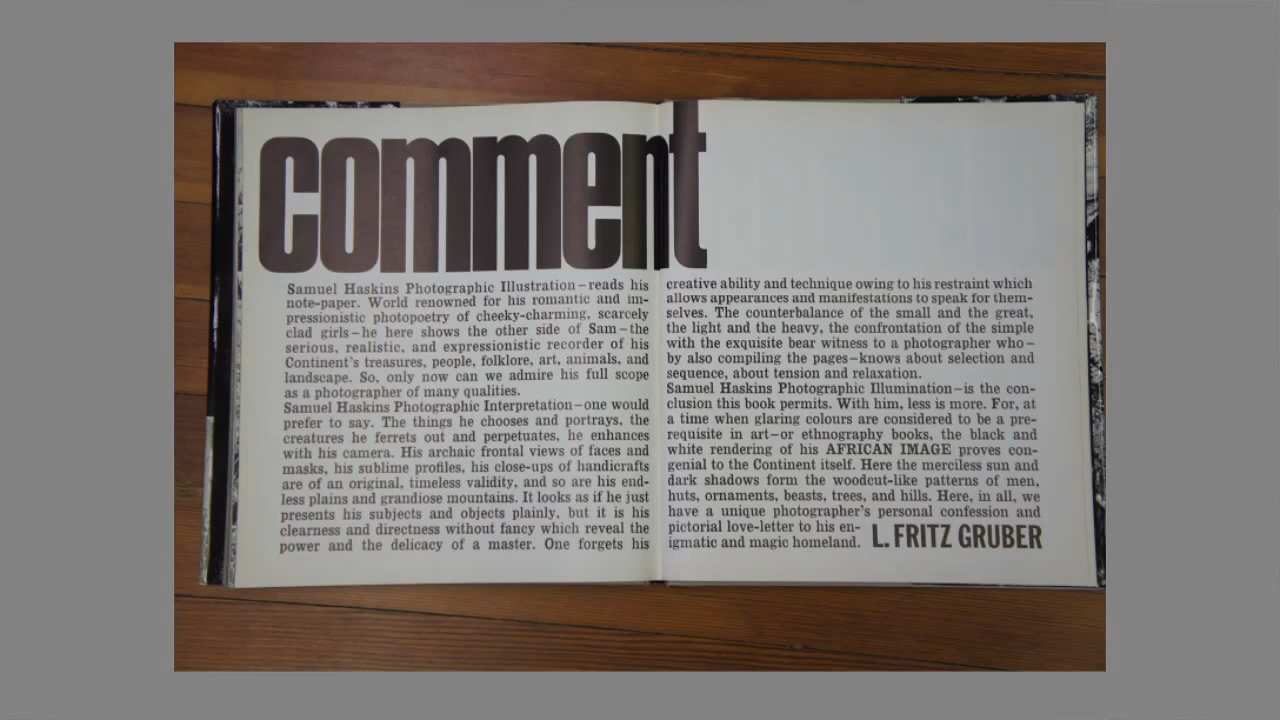 comment
Samuel Haskins Photographic Illustration–reads his
note-paper. World renowned for his romantic and im-
pressionistic photopoetry of cheeky-charming, scarcely
clad girls–he here shows the other side of Sam–the
serious, realistic, and expressionistic recorder of his
Continent's treasures, people, folklore, art, animals, and
landscape. So, only now can we admire his full scope
as a photographer of many qualities.
Samuel Haskins Photographic Interpretation–one would
prefer to say. The things he chooses and portrays, the
creatures he ferrets out and perpetuates, he enhances
with his camera. His archaic frontal views of faces and
masks, his sublime profiles, his close-ups of handicrafts
are of an original, timeless validity, and so are his end-
less plains and grandiose mountains. It looks as if he just
presents his subjects and objects plainly, but it is his
clearness and directness without fancy which reveal the
power and the delicacy of a master. One forgets his
creative ability and technique owing to his restraint which
allows appearances and manifestations to speak for them-
selves. The counterbalance of the small and the great,
the light and the heavy, the confrontation of the simple
with the exquisite bear witness to a photographer who–
by also compiling the pages–knows about selection and
sequence, about tension and relaxation.
Samuel Haskins Photographic Illumination–is the con-
clusion this book permits. With him, less is more. For, at
a time when glaring colours are considered to be a pre-
requisite in art–or ethnography books, the black and
white rendering of his AFRICAN IMAGE proves con-
genial to the Continent itself. Here the merciless sun and
dark shadows form the woodcut-like patterns of men,
huts, ornaments, beasts, trees, and hills. Here, in all, we
have a unique photographer's personal confession and
pictorial love-letter to his en-
igmatic and magic homeland.
L. FRITZ GRUBER